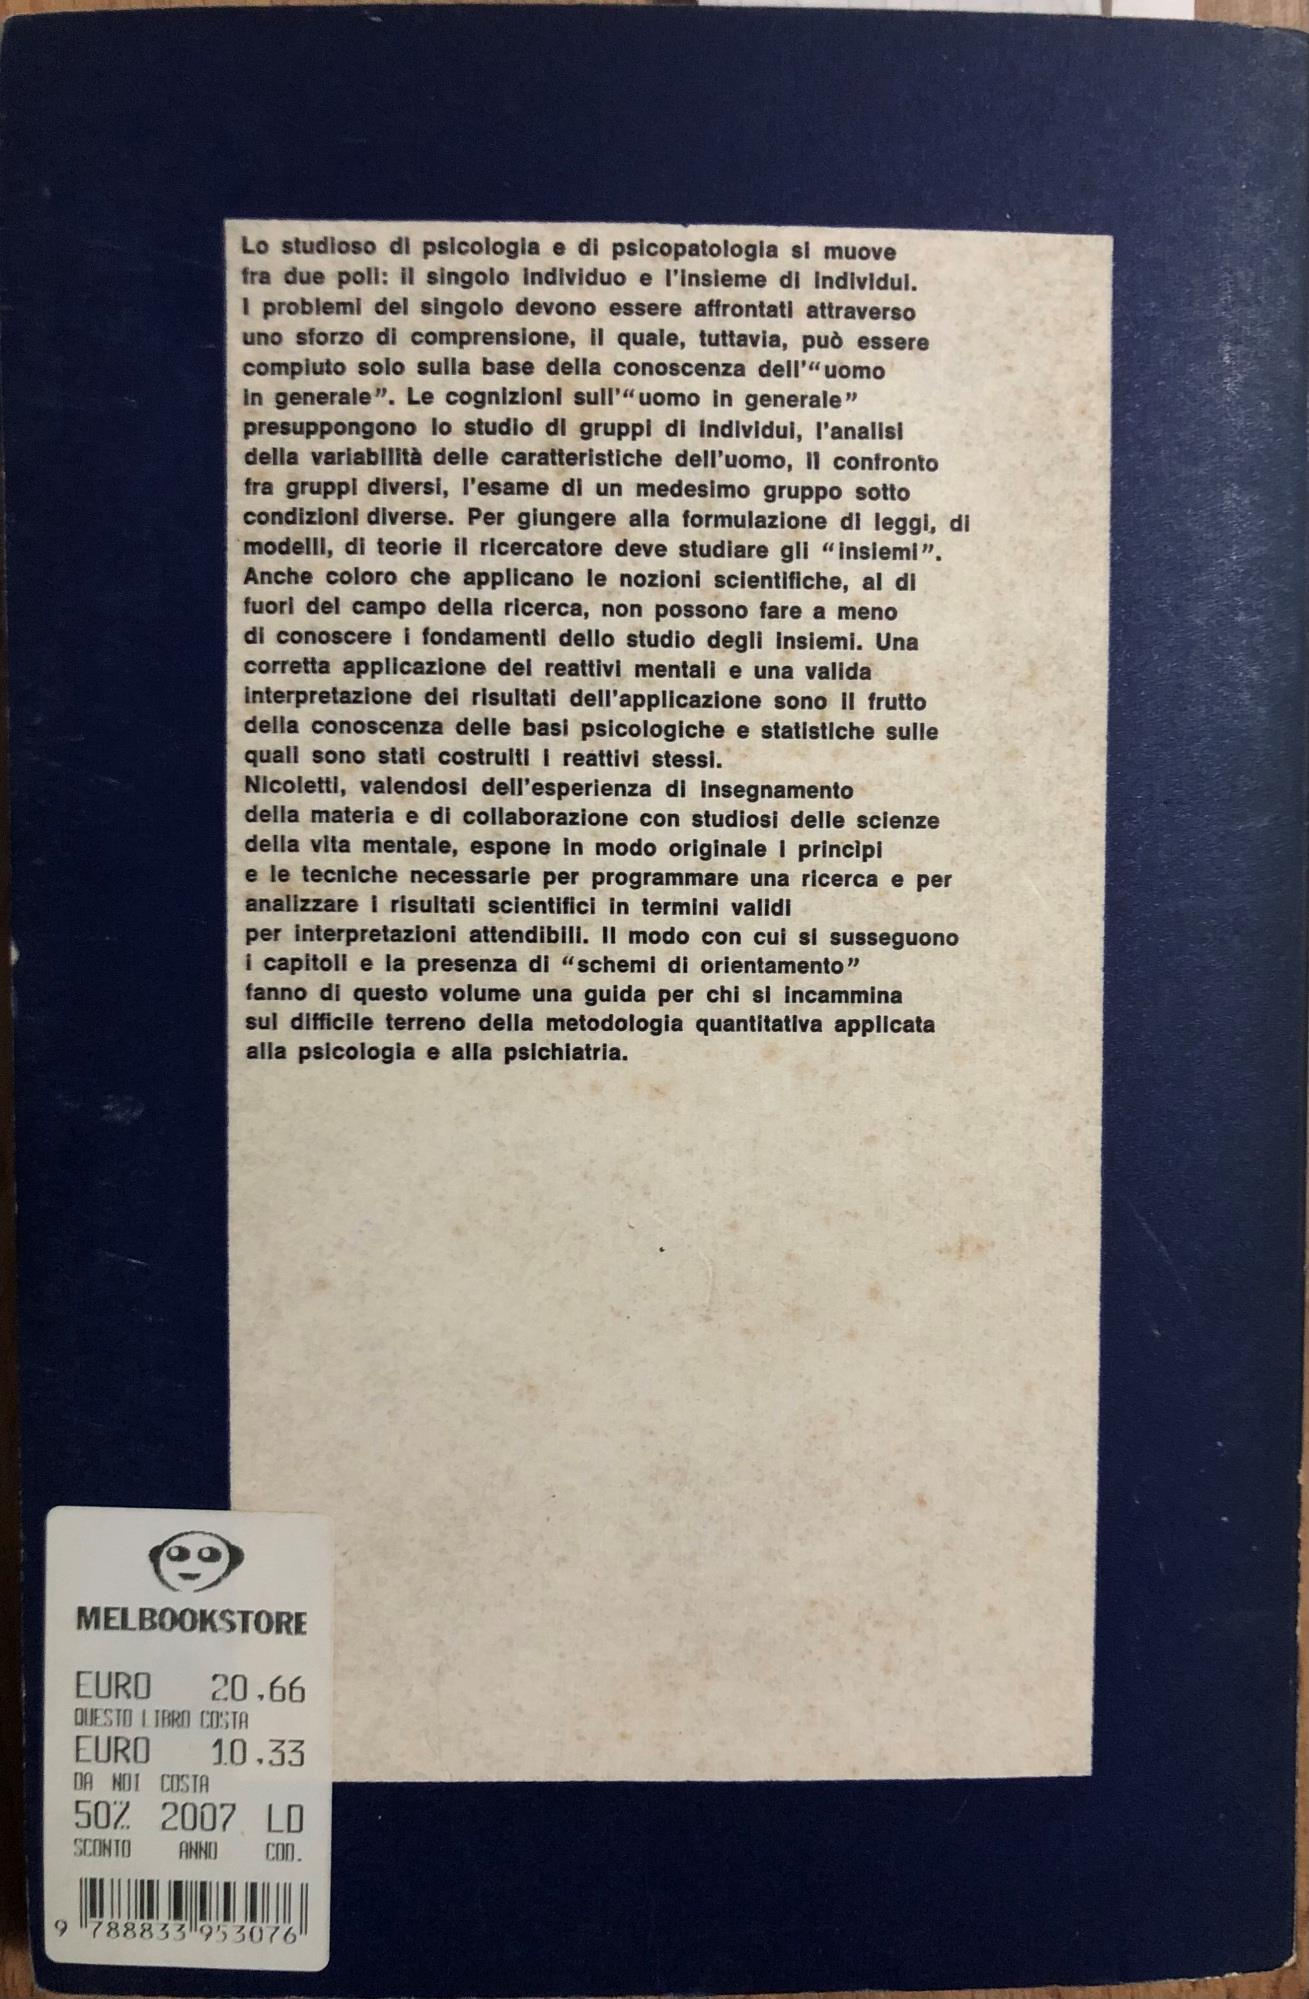 Lo studioso di psicologia e di psicopatologia si muove
fra due poli: il singolo individuo e l'insieme di individui.
I problemi del singolo devono essere affrontati attraverso
uno sforzo di comprensione, il quale, tuttavia, può essere
compiuto solo sulla base della conoscenza dell'“uomo
in generale”. Le cognizioni sull'“uomo in generale”
presuppongono lo studio di gruppi di individui, l'analisi
della variabilità delle caratteristiche dell'uomo, il confronto
fra gruppi diversi, l'esame di un medesimo gruppo sotto
condizioni diverse. Per giungere alla formulazione di leggi, di
modelli, di teorie il ricercatore deve studiare gli “insiemi”.
Anche coloro che applicano le nozioni scientifiche, al di
fuori del campo della ricerca, non possono fare a meno
di conoscere i fondamenti dello studio degli insiemi. Una
corretta applicazione dei reattivi mentali e una valida
interpretazione dei risultati dell'applicazione sono il frutto
della conoscenza delle basi psicologiche e statistiche sulle
quali sono stati costruiti i reattivi stessi.
Nicoletti, valendosi dell'esperienza di insegnamento
della materia e di collaborazione con studiosi delle scienze
della vita mentale, espone in modo originale i princìpi
e le tecniche necessarie per programmare una ricerca e per
analizzare i risultati scientifici in termini validi
per interpretazioni attendibili. Il modo con cui si susseguono
i capitoli e la presenza di “schemi di orientamento”
fanno di questo volume una guida per chi si incammina
sul difficile terreno della metodologia quantitativa applicata
alla psicologia e alla psichiatria.
MELBOOKSTORE
EURO 20.66
QUESTO LIBRO COSTA
EURO 10.33
DA NOI COSTA
50% 2007 LD
SCONTO ANNO COD.
9 788833 953076